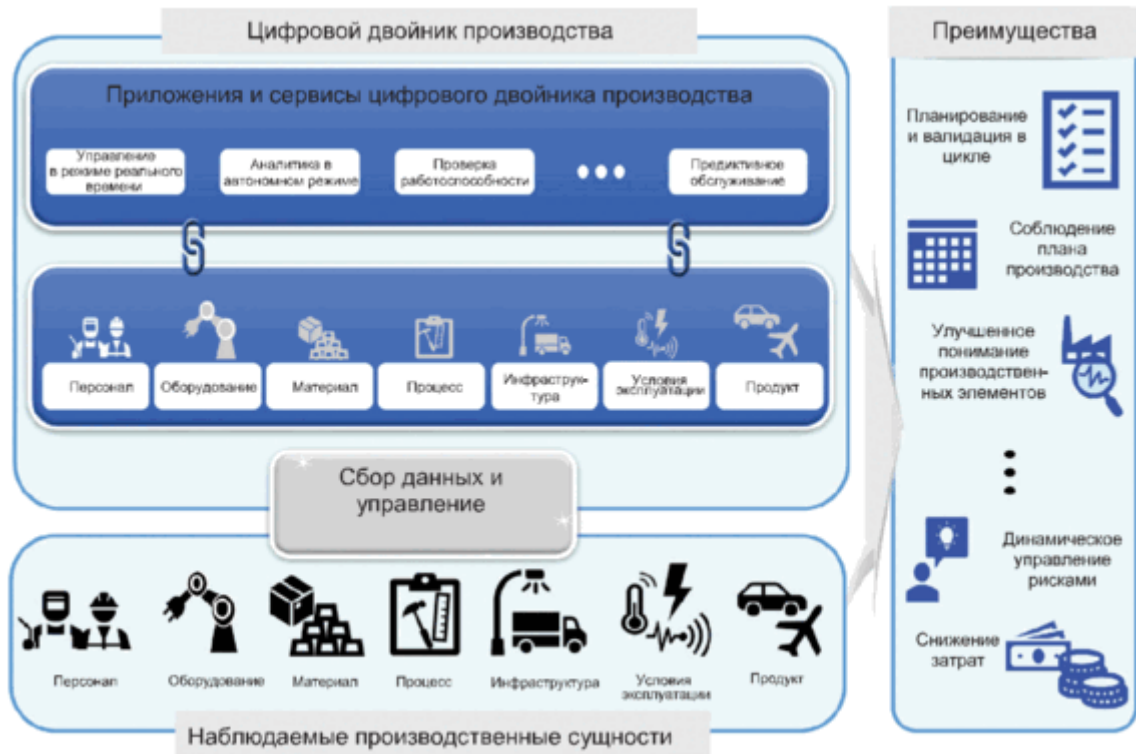 Цифровой двойник производства
Приложения и сервисы цифрового двойника производства
Управление
в режиме реального
времени
Аналитика в
автономном режиме
Проверка
работоспособности
Предиктивное
обслуживание
Персонал
Оборудование
Материал
Процесс
Инфраструк-
тура
Условия
эксплуатации
Продукт
Сбор данных и
управление
Персонал
Оборудование
Материал
Процесс
Инфраструктура
Условия
эксплуатации
Продукт
Наблюдаемые производственные сущности
Преимущества
Планирование
и валидация в
цикле
Соблюдение
плана
производства
Улучшенное
понимание
производствен-
ных элементов
Динамическое
управление
рисками
Снижение
затрат